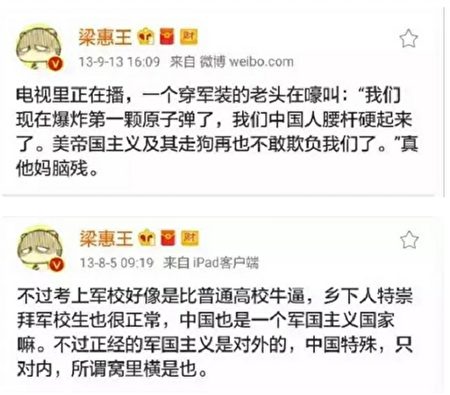 梁惠王 财
13-9-13 16:09 来自 微博 weibo.com
电视里正在播，一个穿军装的老头在嚎叫：“我们
现在爆炸第一颗原子弹了，我们中国人腰杆硬起来
了。美帝国主义及其走狗再也不敢欺负我们了。”真
他妈脑残。
梁惠王 财
13-8-5 09:19 来自 iPad客户端
不过考上军校好像是比普通高校牛逼，乡下人特崇
拜军校生也很正常，中国也是一个军国主义国家
嘛。不过正经的军国主义是对外的，中国特殊，只
对内，所谓窝里横是也。